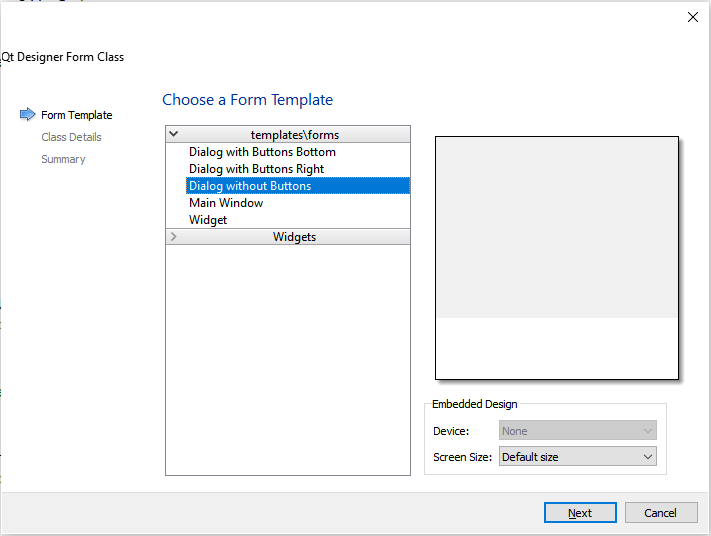 Qt Designer Form Class
Form Template
Class Details
Summary
Choose a Form Template
templates\forms
Dialog with Buttons Bottom
Dialog with Buttons Right
Dialog without Buttons
Main Window
Widget
Widgets
Embedded Design
Device: None
Screen Size: Default size
Next
Cancel